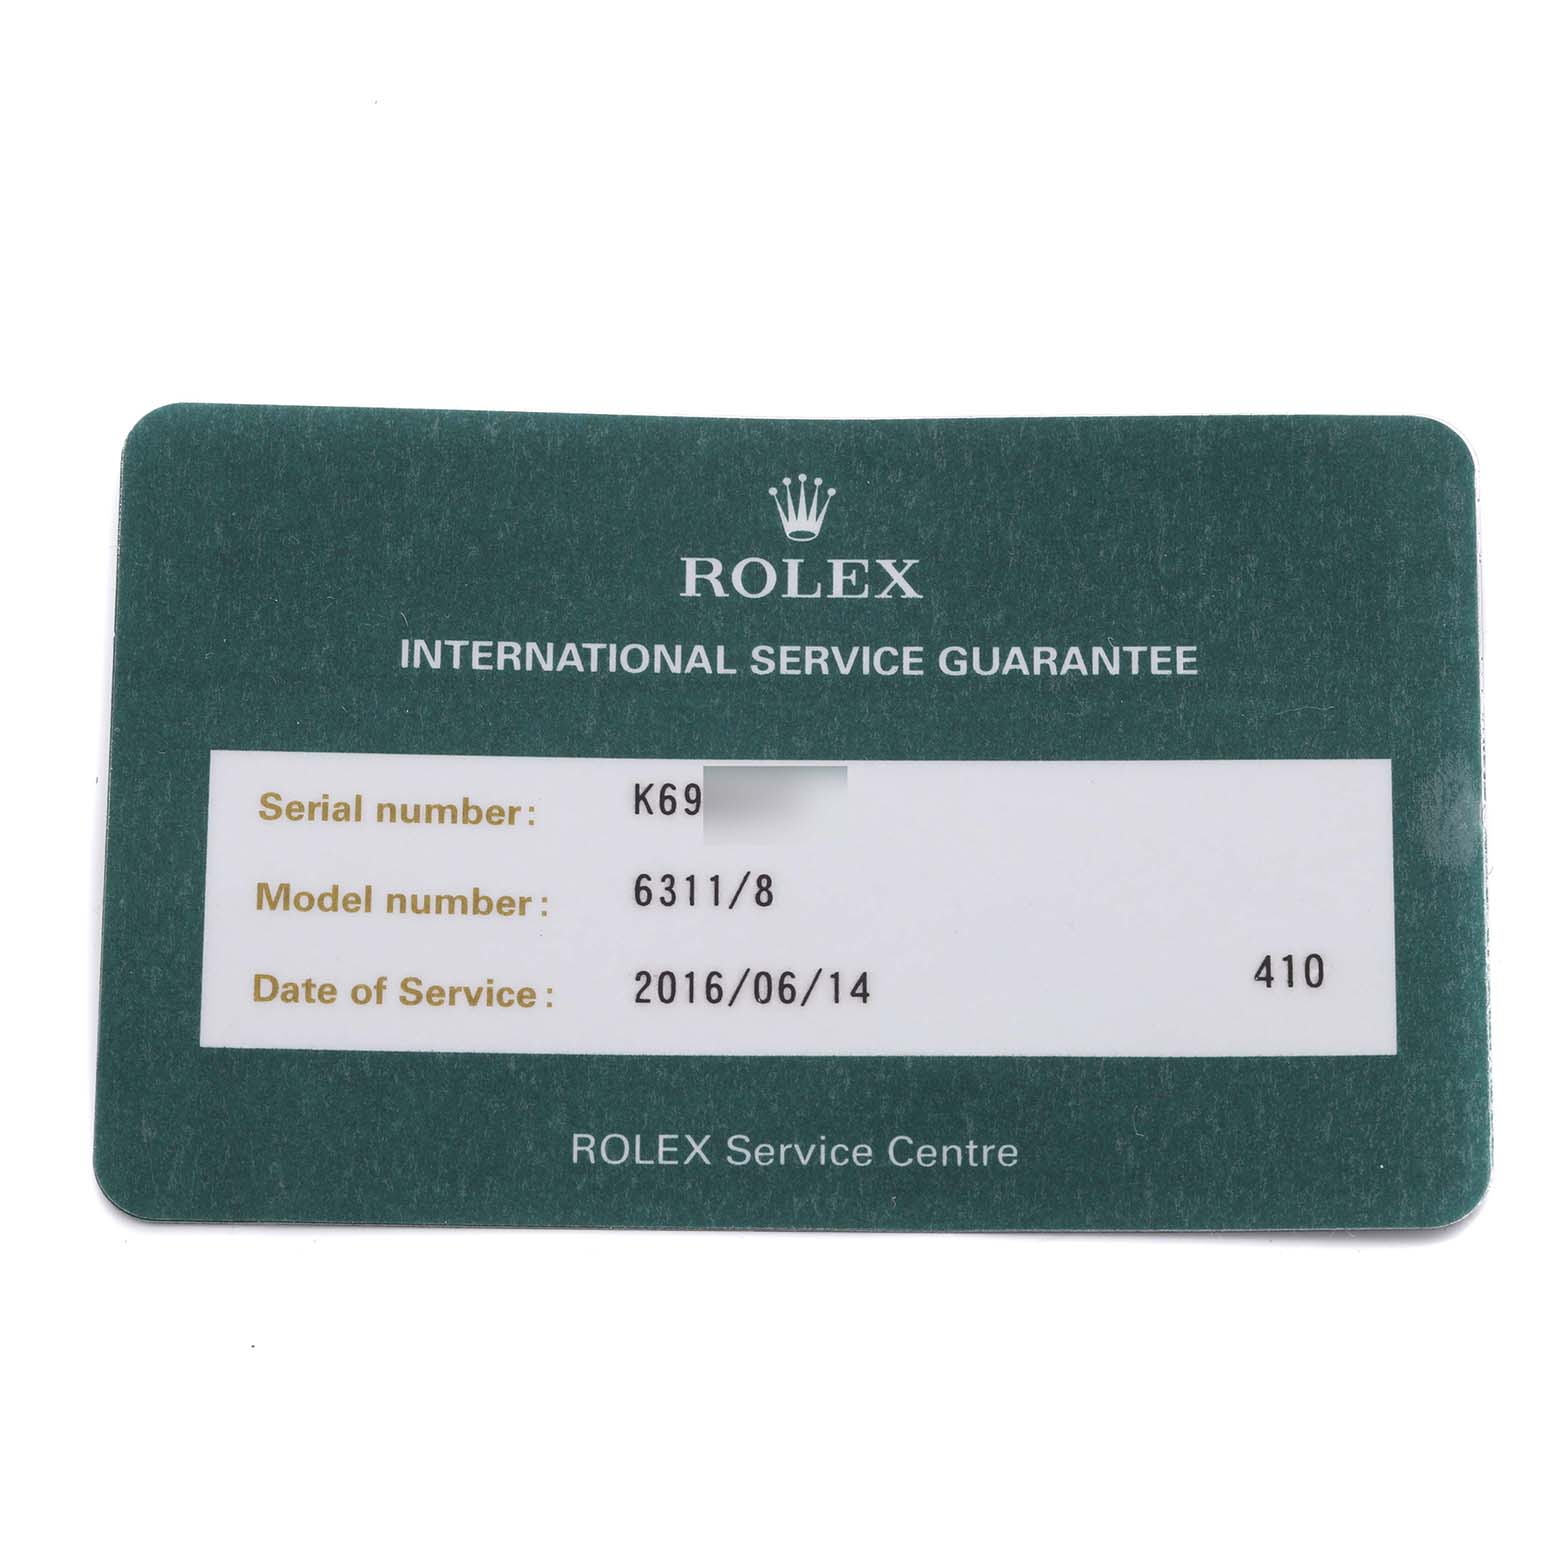 ROLEX
INTERNATIONAL SERVICE GUARANTEE
Serial number: K69
Model number: 6311/8
Date of Service: 2016/06/14 410
ROLEX Service Centre